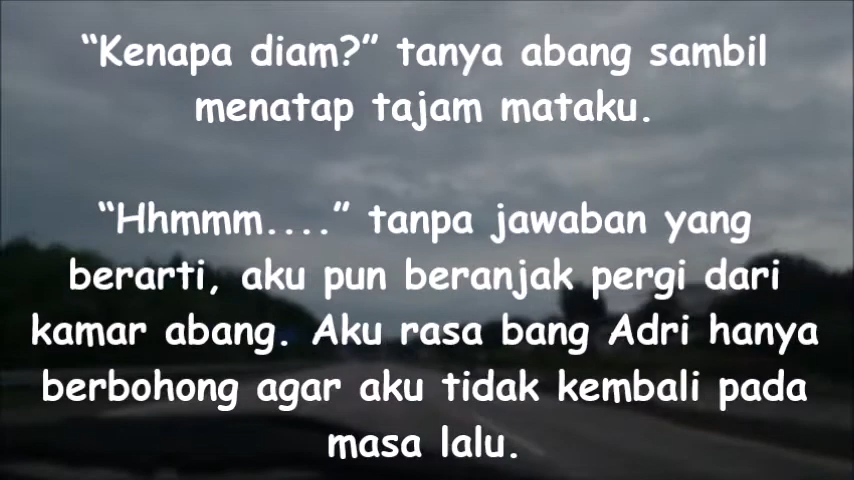 “Kenapa diam?” tanya abang sambil
menatap tajam mataku.
“Hhmmm....” tanpa jawaban yang
berarti, aku pun beranjak pergi dari
kamar abang. Aku rasa bang Adri hanya
berbohong agar aku tidak kembali pada
masa lalu.